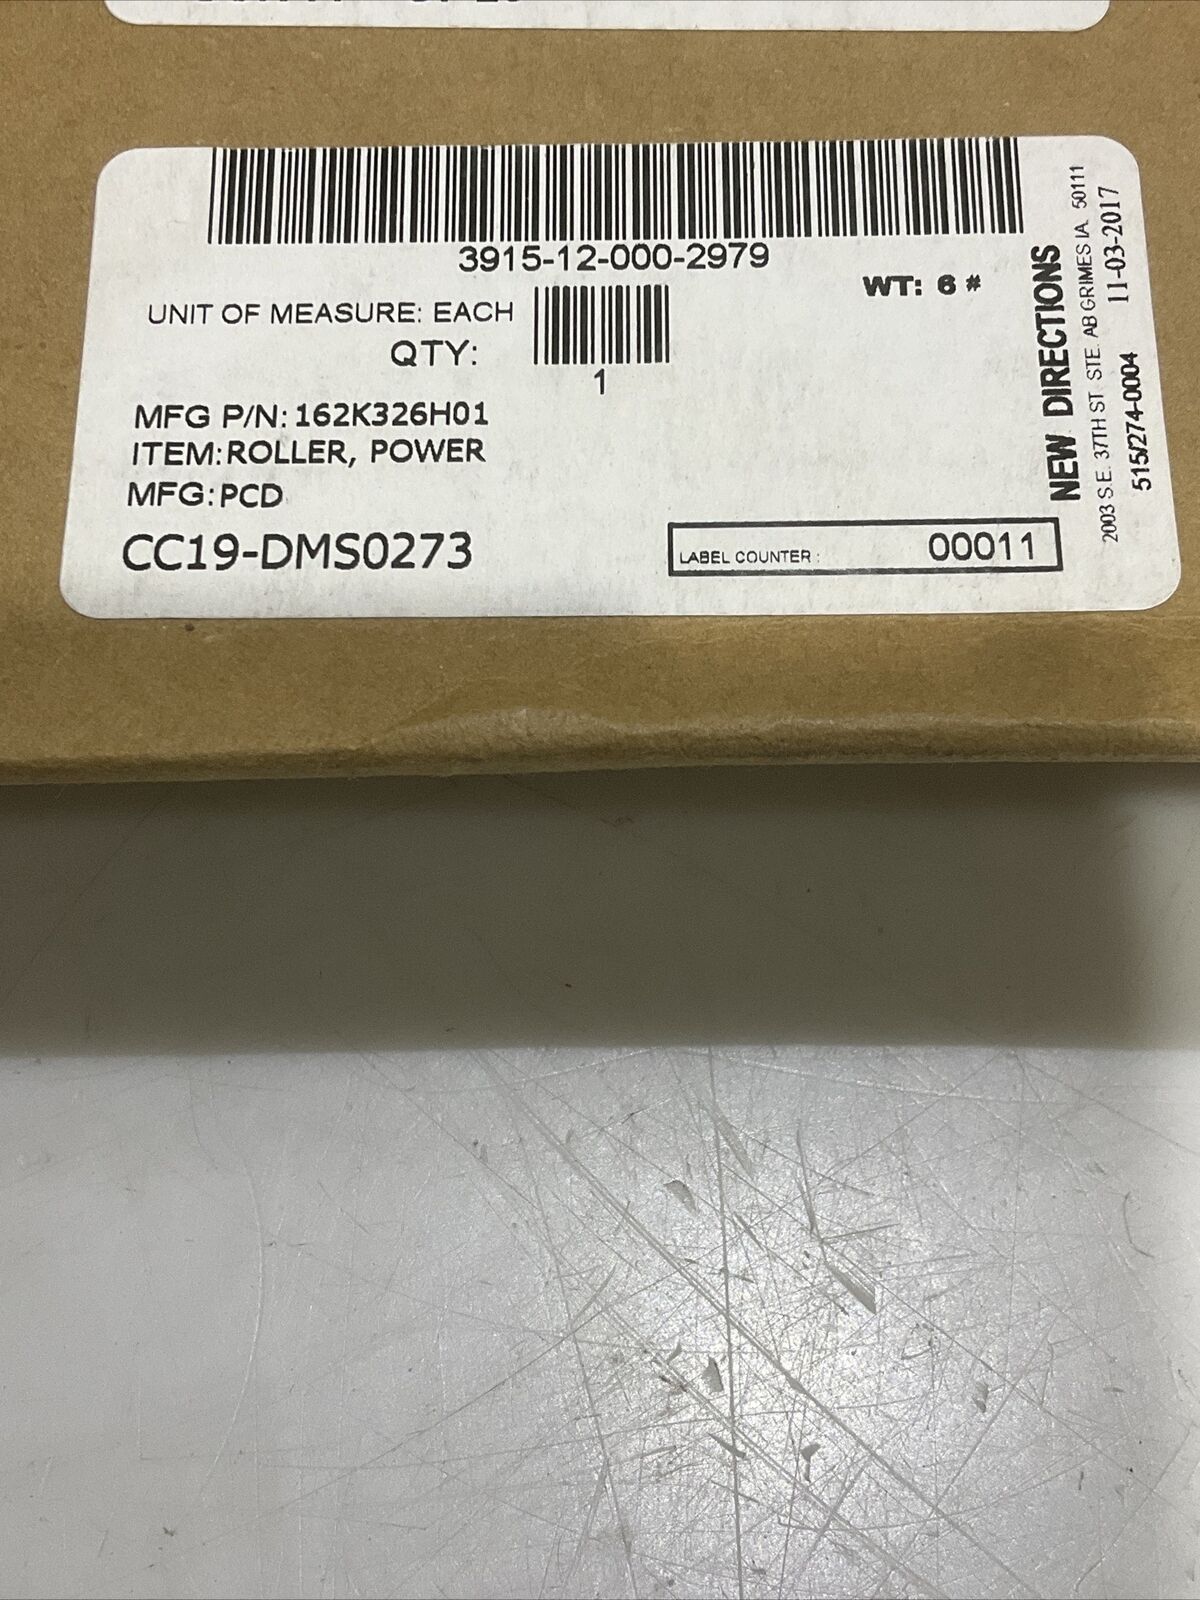 3915-12-000-2979
WT: 6 #
UNIT OF MEASURE: EACH
QTY:
1
MFG P/N: 162K326H01
ITEM: ROLLER, POWER
MFG: PCD
CC19-DMS0273
LABEL COUNTER: 00011
NEW DIRECTIONS
2003 S.E. 37TH ST. STE. AB GRIMES IA. 50111
515/274-0004 11-03-2017